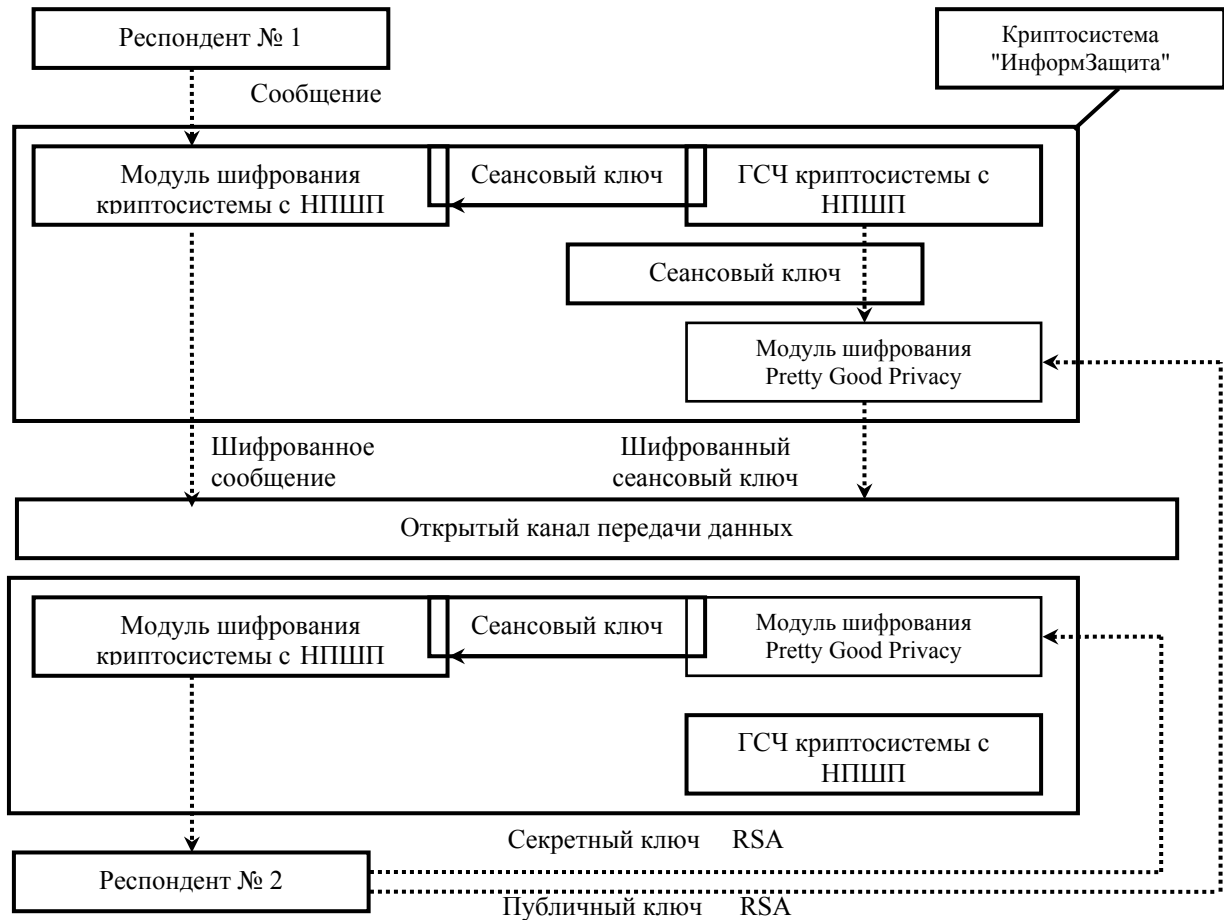 Респондент № 1
Криптосистема
"ИнформЗащита"
Сообщение
Модуль шифрования
криптосистемы с НПШП
Сеансовый ключ
ГСЧ криптосистемы с
НПШП
Сеансовый ключ
Модуль шифрования
Pretty Good Privacy
Шифрованное
сообщение
Шифрованный
сеансовый ключ
Открытый канал передачи данных
Модуль шифрования
криптосистемы с НПШП
Сеансовый ключ
Модуль шифрования
Pretty Good Privacy
ГСЧ криптосистемы с
НПШП
Секретный ключ RSA
Респондент № 2
Публичный ключ RSA